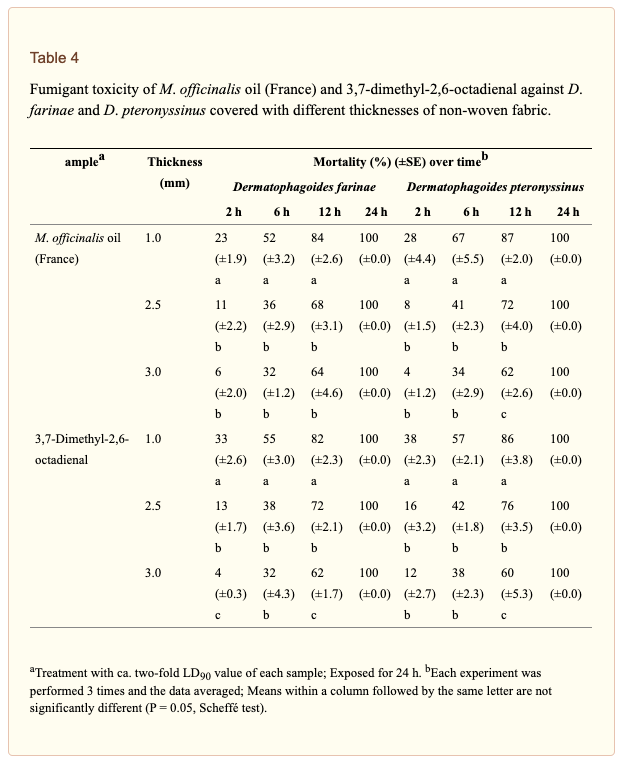 Table 4
Fumigant toxicity of M. officinalis oil (France) and 3,7-dimethyl-2,6-octadienal against D.
farinae and D. pteronyssinus covered with different thicknesses of non-woven fabric.
amplea Thickness Mortality (%) (±SE) over timeb
(mm) Dermatophagoides farinae Dermatophagoides pteronyssinus
2 h 6 h 12 h 24 h 2 h 6 h 12 h 24 h
M. officinalis oil 1.0 23 52 84 100 28 67 87 100
(France) (±1.9) (±3.2) (±2.6) (±0.0) (±4.4) (±5.5) (±2.0) (±0.0)
a a a a a a
2.5 11 36 68 100 8 41 72 100
(±2.2) (±2.9) (±3.1) (±0.0) (±1.5) (±2.3) (±4.0) (±0.0)
b b b b b b
3.0 6 32 64 100 4 34 62 100
(±2.0) (±1.2) (±4.6) (±0.0) (±1.2) (±2.9) (±2.6) (±0.0)
b b b b b c
3,7-Dimethyl-2,6- 1.0 33 55 82 100 38 57 86 100
octadienal (±2.6) (±3.0) (±2.3) (±0.0) (±2.3) (±2.1) (±3.8) (±0.0)
a a a a a a
2.5 13 38 72 100 16 42 76 100
(±1.7) (±3.6) (±2.1) (±0.0) (±3.2) (±1.8) (±3.5) (±0.0)
b b b b b b
3.0 4 32 62 100 12 38 60 100
(±0.3) (±4.3) (±1.7) (±0.0) (±2.7) (±2.3) (±5.3) (±0.0)
c b c b b c
aTreatment with ca. two-fold LD90 value of each sample; Exposed for 24 h. bEach experiment was
performed 3 times and the data averaged; Means within a column followed by the same letter are not
significantly different (P = 0.05, Scheffé test).